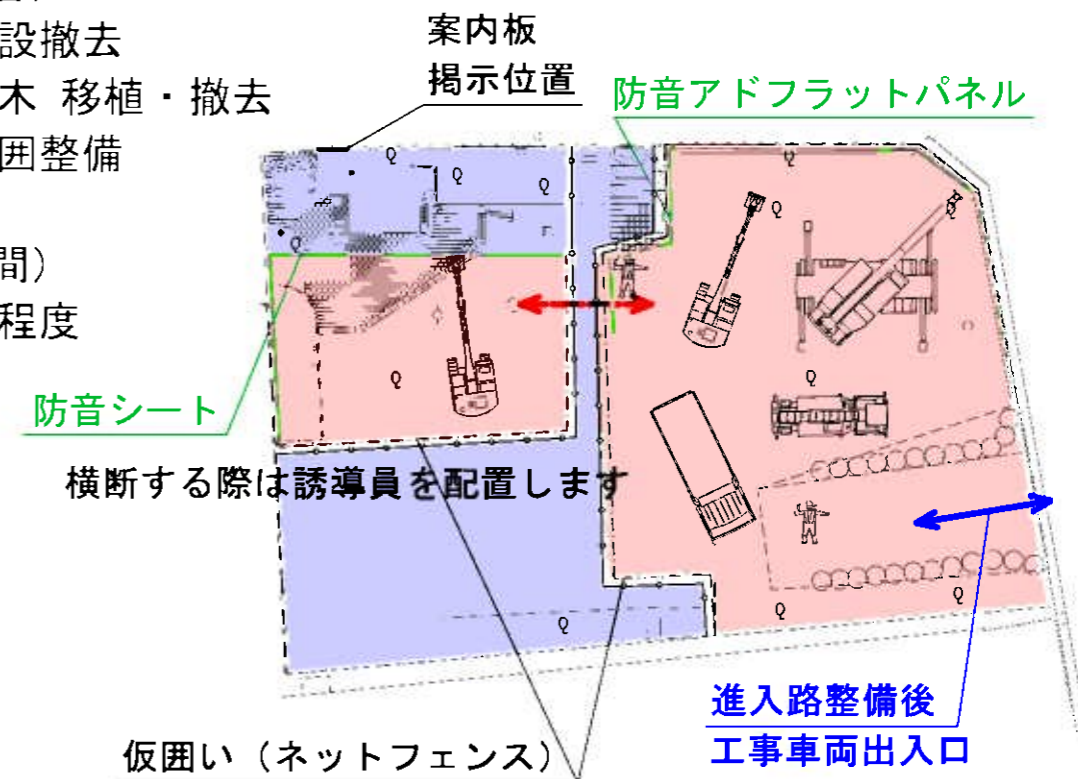 設撤去
木 移植・撤去
囲整備
間）
程度
案内板
掲示位置
防音アドフラットパネル
防音シート
横断する際は誘導員を配置します
進入路整備後
工事車両出入口
仮囲い（ネットフェンス）
Q
Q
Q
Q
Q
Q
Q
Q
Q
Q
Q
Q